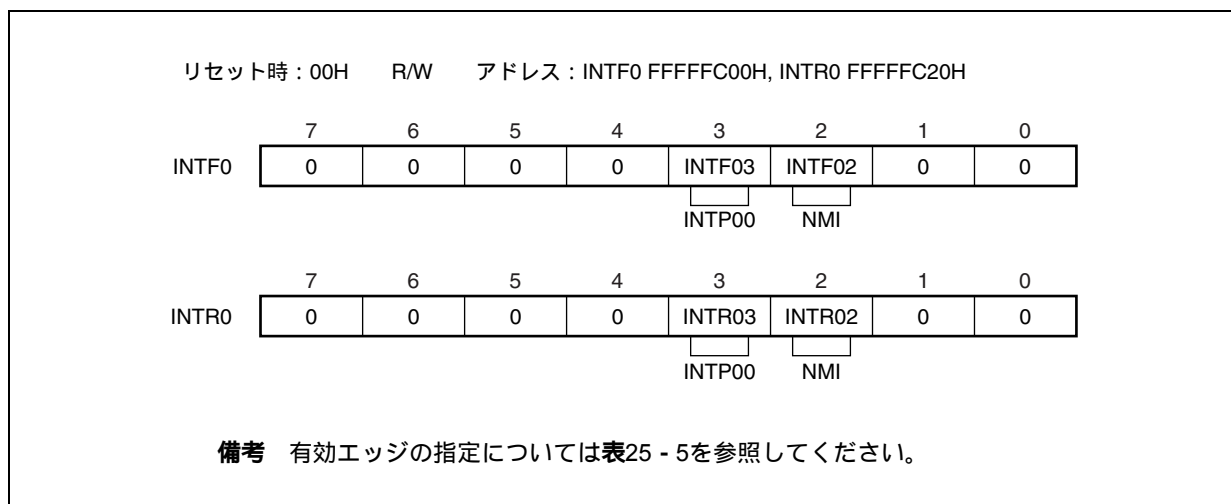 リセット時：00H　　R/W　　アドレス：INTF0 FFFFFC00H, INTR0 FFFFFC20H
7 6 5 4 3 2 1 0
INTF0 0 0 0 0 INTF03 INTF02 0 0
INTP00 NMI
7 6 5 4 3 2 1 0
INTR0 0 0 0 0 INTR03 INTR02 0 0
INTP00 NMI
備考　有効エッジの指定については表25 - 5を参照してください。